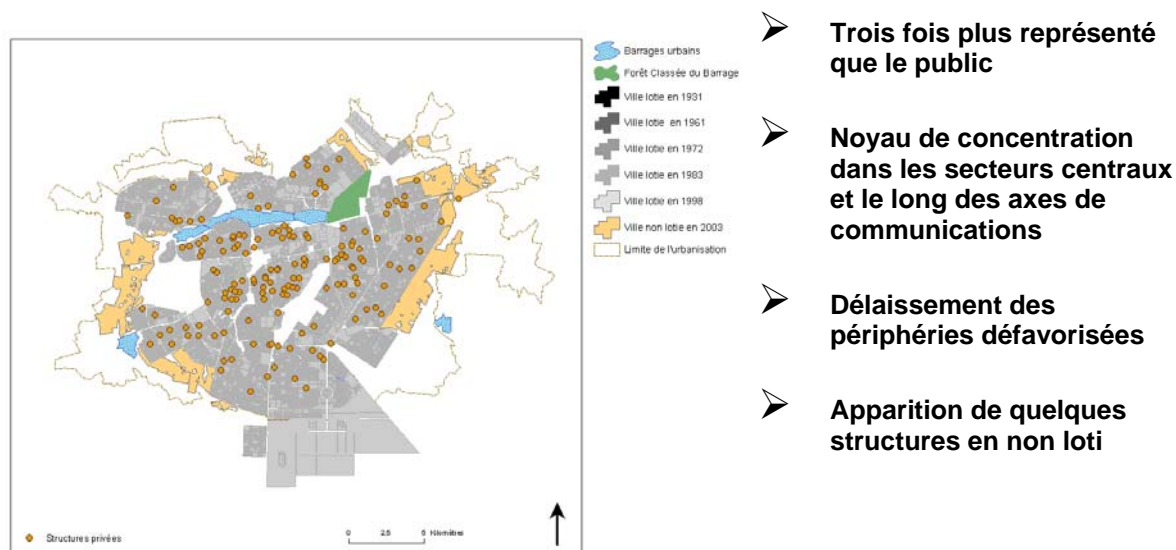 Barrages urbains
Forêt Classée du Barrage
Ville lotie en 1931
Ville lotie en 1961
Ville lotie en 1972
Ville lotie en 1983
Ville lotie en 1998
Ville non lotie en 2003
Limite de l'urbanisation
Structures privées
0 2,5 5 Kilomètres
➢ Trois fois plus représenté
que le public
➢ Noyau de concentration
dans les secteurs centraux
et le long des axes de
communications
➢ Délaissement des
périphéries défavorisées
➢ Apparition de quelques
structures en non loti